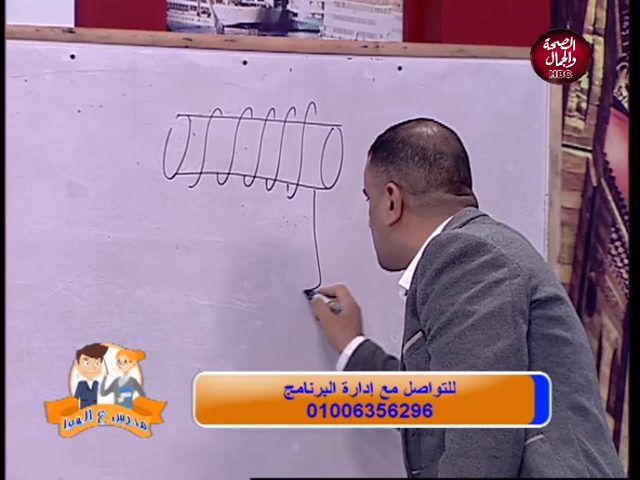 الصحة
والجمال
HBC
للتواصل مع إدارة البرنامج
01006356296
مدرس ع الهوا